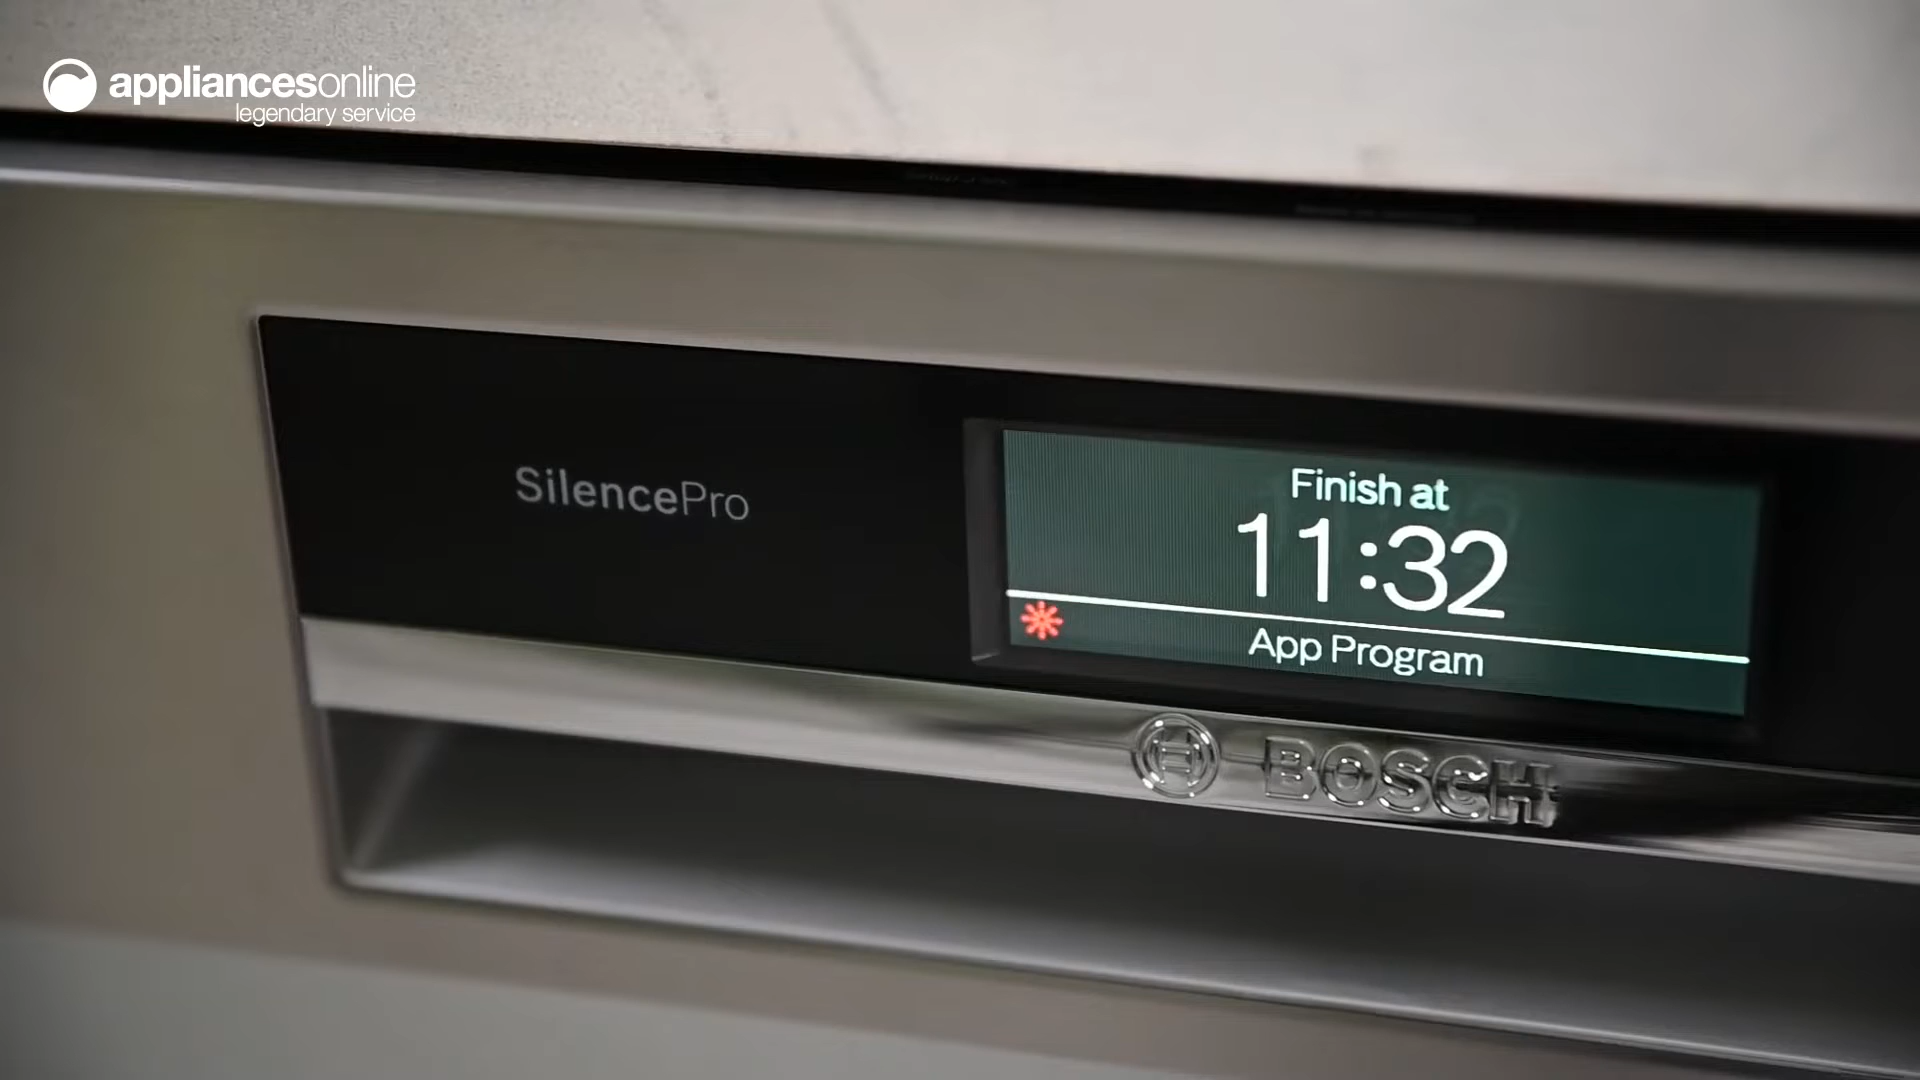 appliancesonline
legendary service
SilencePro
Finish at
11:32
App Program
BOSCH